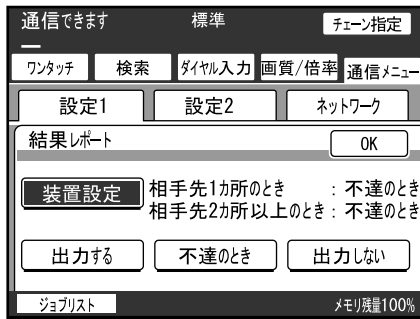 通信できます 標準 チェーン指定
ワンタッチ 検索 ダイヤル入力 画質/倍率 通信メニュー
設定1 設定2 ネットワーク
結果レポート OK
装置設定 相手先1カ所のとき : 不達のとき
相手先2カ所以上のとき : 不達のとき
出力する 不達のとき 出力しない
ジョブリスト メモリ残量100%